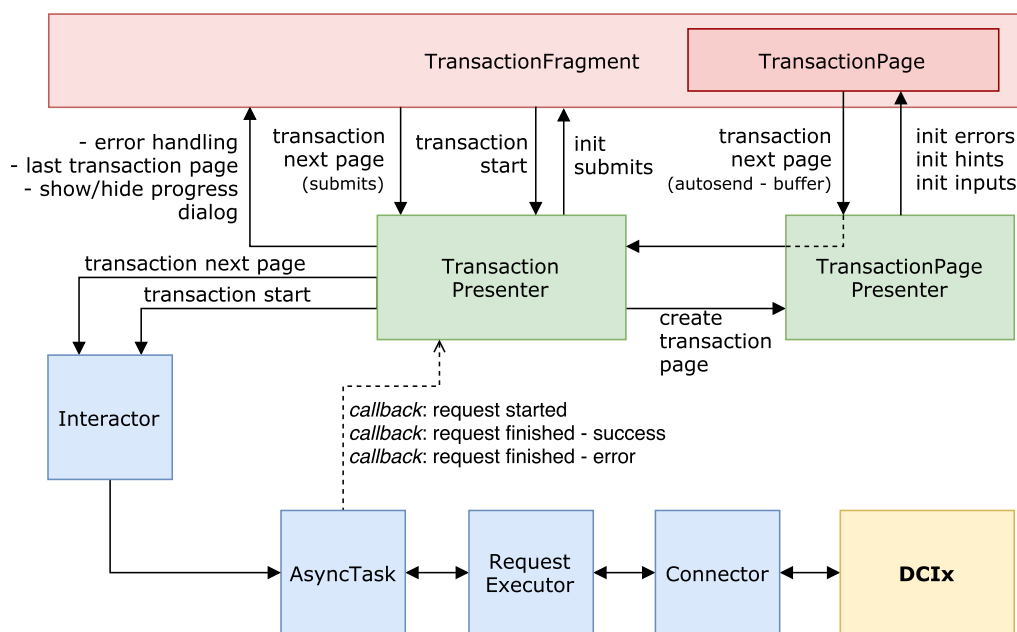 TransactionFragment
TransactionPage
- error handling
- last transaction page
- show/hide progress
dialog
transaction
next page
(submits)
transaction
start
init
submits
transaction
next page
(autosend - buffer)
init errors
init hints
init inputs
transaction next page
transaction start
Transaction
Presenter
TransactionPage
Presenter
create
transaction
page
Interactor
callback: request started
callback: request finished - success
callback: request finished - error
AsyncTask
Request
Executor
Connector
DCIx